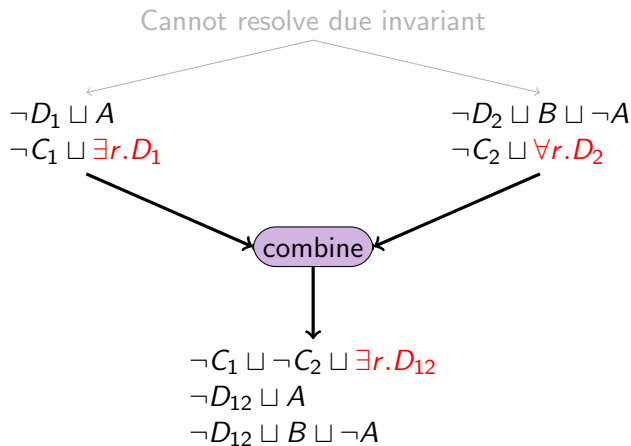 Cannot resolve due invariant
¬D₁ ⊔ A
¬C₁ ⊔ ∃r.D₁
¬D₂ ⊔ B ⊔ ¬A
¬C₂ ⊔ ∀r.D₂
combine
¬C₁ ⊔ ¬C₂ ⊔ ∃r.D₁₂
¬D₁₂ ⊔ A
¬D₁₂ ⊔ B ⊔ ¬A